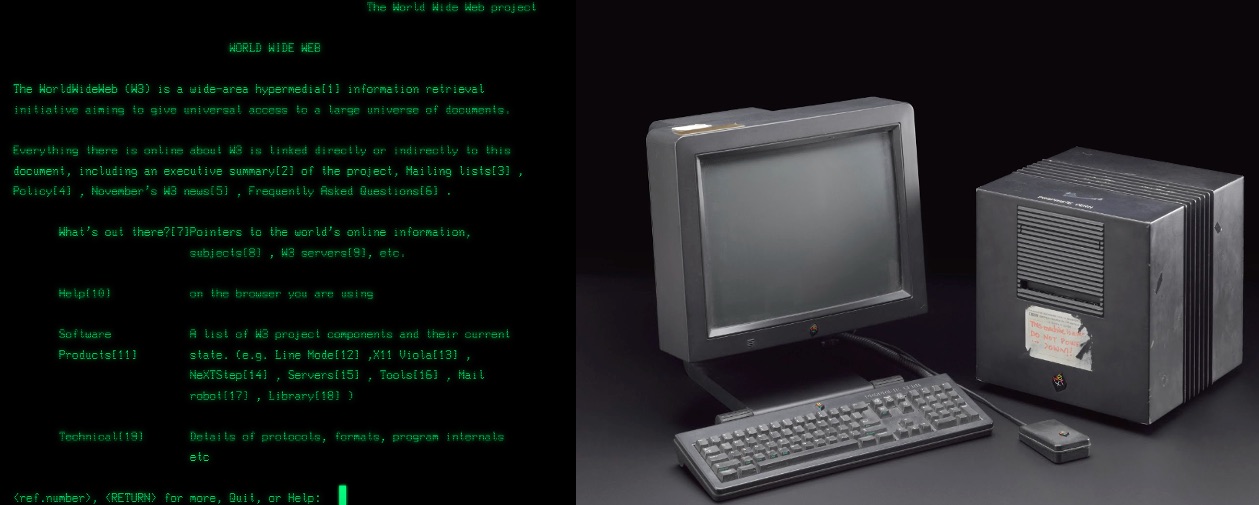 The World Wide Web project
WORLD WIDE WEB
The WorldWideWeb (W3) is a wide-area hypermedia[1] information retrieval
initiative aiming to give universal access to a large universe of documents.
Everything there is online about W3 is linked directly or indirectly to this
document, including an executive summary[2] of the project, Mailing lists[3] ,
Policy[4] , November's W3 news[5] , Frequently Asked Questions[6] .
What's out there?[7]Pointers to the world's online information,
subjects[8] , W3 servers[9], etc.
Help[10] on the browser you are using
Software A list of W3 project components and their current
Products[11] state. (e.g. Line Mode[12] ,X11 Viola[13] ,
NeXTStep[14] , Servers[15] , Tools[16] , Mail
robot[17] , Library[18] )
Technical[19] Details of protocols, formats, program internals
etc
<ref.number>, <RETURN> for more, Quit, or Help:
DO NOT POWER